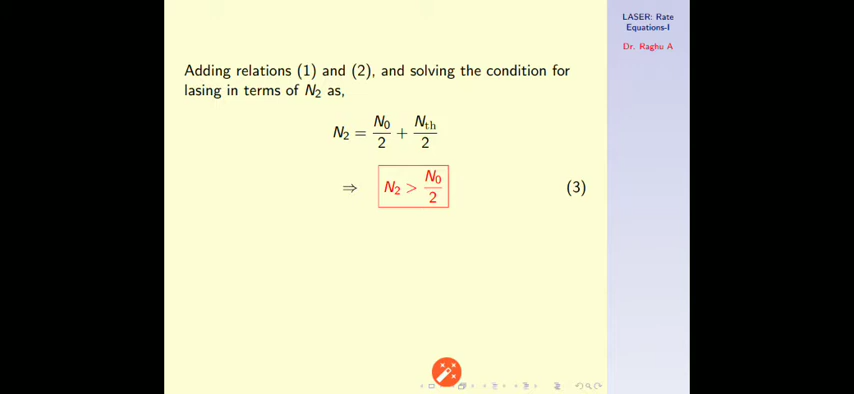 LASER: Rate
Equations-I
Dr. Raghu A
Adding relations (1) and (2), and solving the condition for
lasing in terms of N₂ as,
N₂ = N₀/2 + N_th/2
⇒ N₂ > N₀/2 (3)